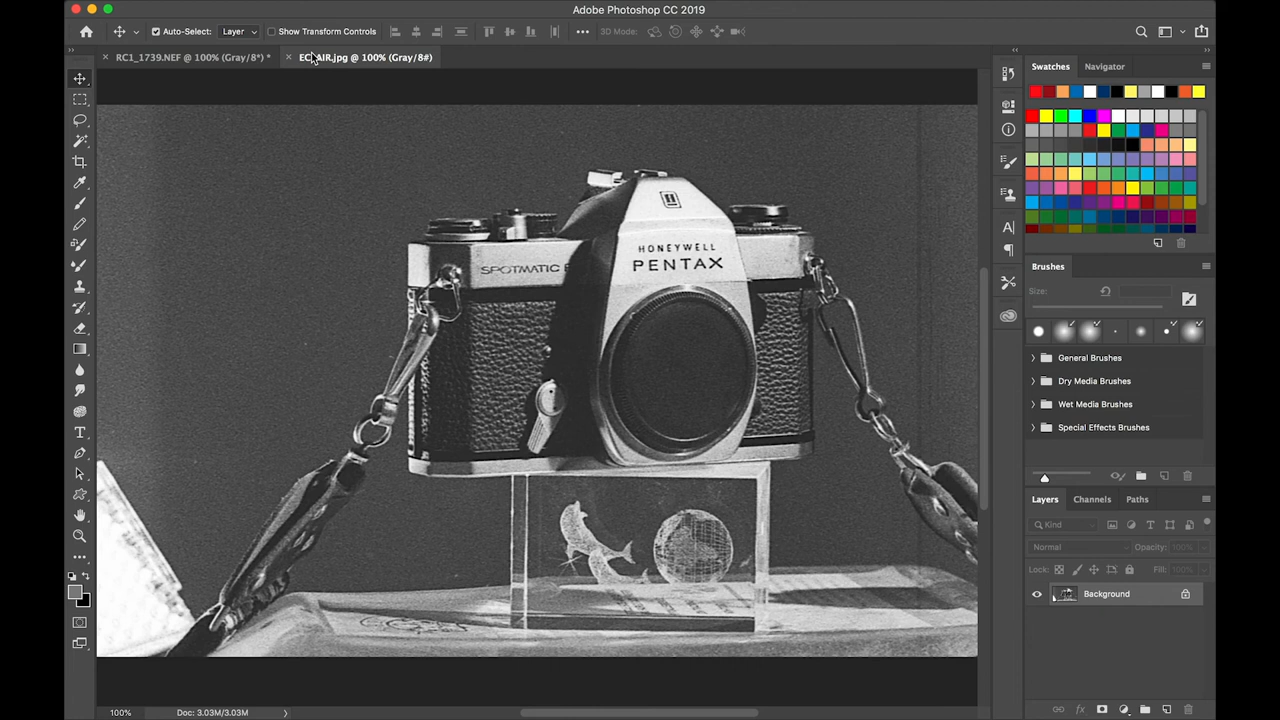 Adobe Photoshop CC 2019
Auto-Select: Layer Show Transform Controls 3D Mode:
RC1_1739.NEF @ 100% (Gray/8*) *
.jpg @ 100% (Gray/8#)
Swatches Navigator
HONEYWELL
PENTAX
SPOTMATIC
Brushes
Size:
General Brushes
Dry Media Brushes
Wet Media Brushes
Special Effects Brushes
Layers Channels Paths
Kind
Normal Opacity: 100%
Lock: Fill: 100%
Background
100% Doc: 3.03M/3.03M